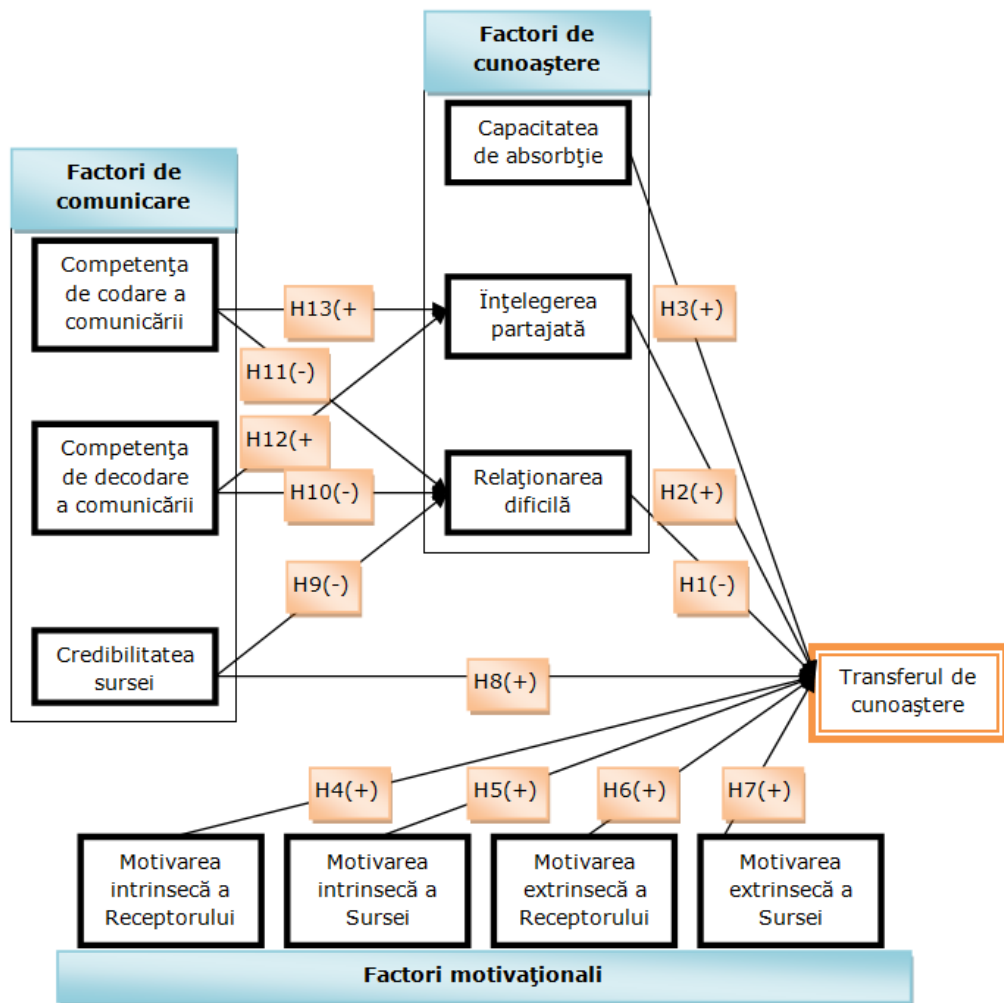 Factori de
cunoaştere
Capacitatea
de absorbţie
Factori de
comunicare
Competenţa
de codare a
comunicării
H13(+
Înţelegerea
partajată
H3(+)
H11(-)
H12(+
Competenţa
de decodare
a comunicării
H10(-)
Relaţionarea
dificilă
H2(+)
H9(-)
H1(-)
Credibilitatea
sursei
H8(+)
Transferul de
cunoaştere
H4(+)
H5(+)
H6(+)
H7(+)
Motivarea
intrinsecă a
Receptorului
Motivarea
intrinsecă a
Sursei
Motivarea
extrinsecă a
Receptorului
Motivarea
extrinsecă a
Sursei
Factori motivaţionali